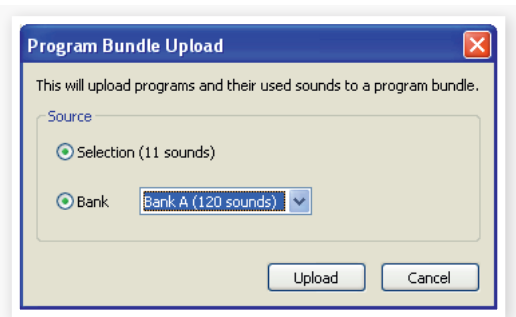 Program Bundle Upload
This will upload programs and their used sounds to a program bundle.
Source
Selection (11 sounds)
Bank Bank A (120 sounds)
Upload Cancel